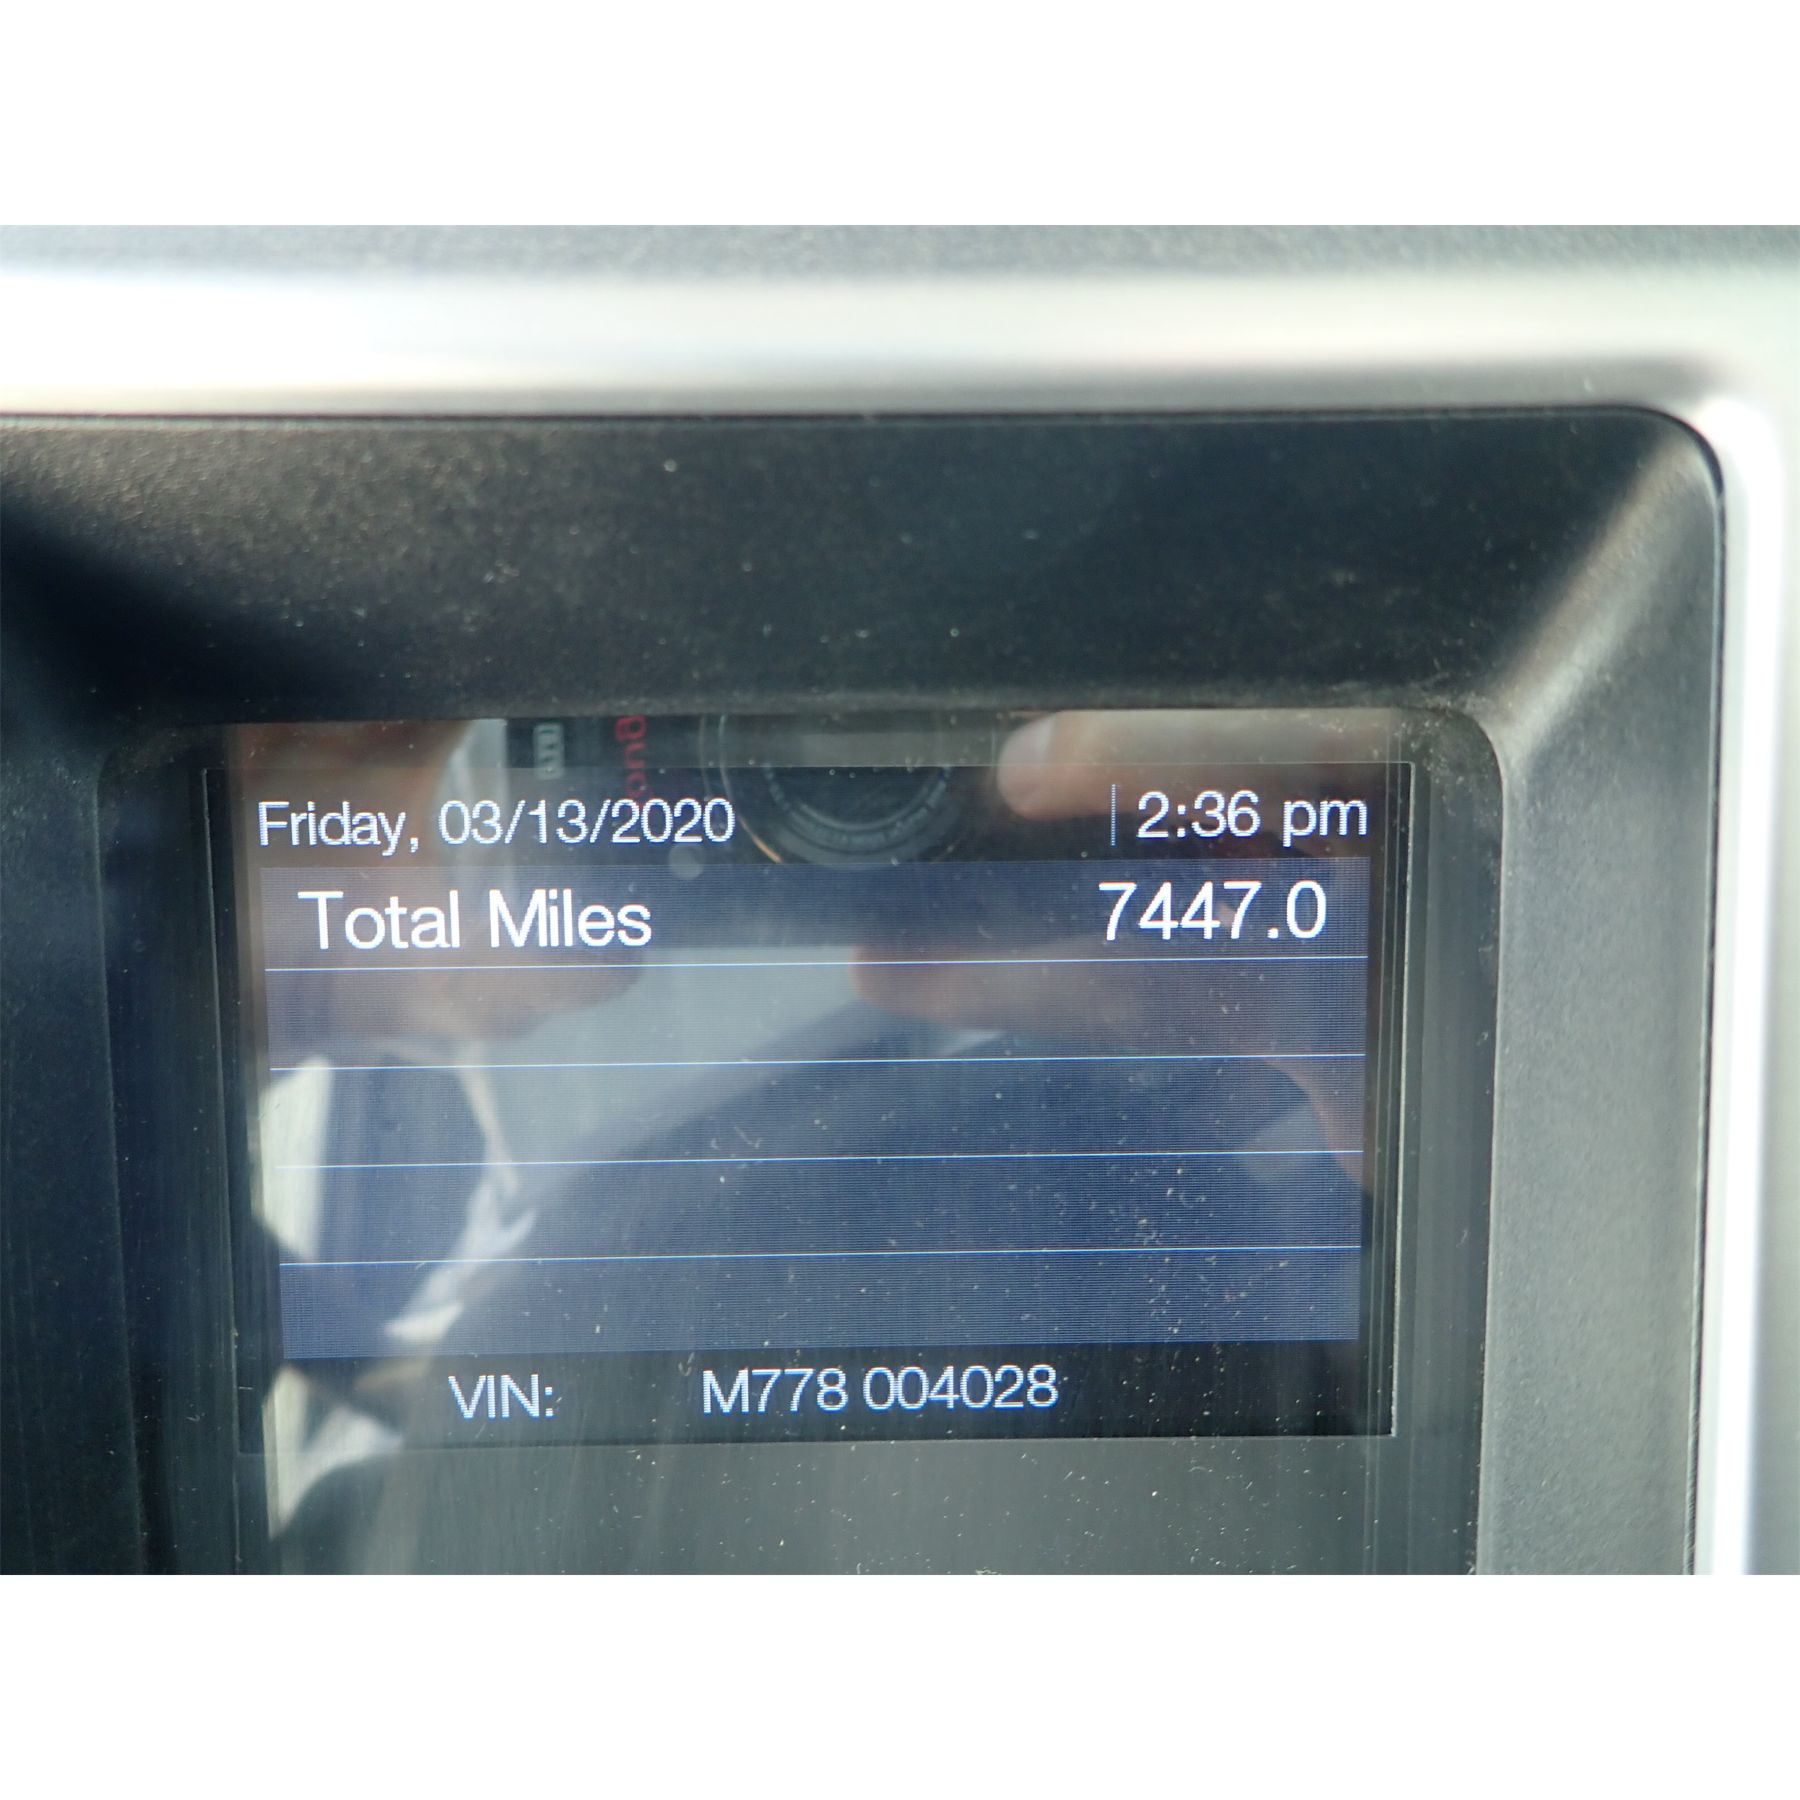 Friday, 03/13/2020 2:36 pm
Total Miles 7447.0
VIN: M778 004028